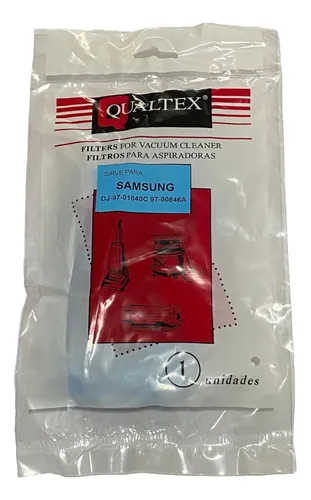 QUALTEX®
FILTERS FOR VACUUM CLEANER
FILTROS PARA ASPIRADORAS
SIRVE PARA
SAMSUNG
DJ-97-01040C 97-00846A
1 unidades